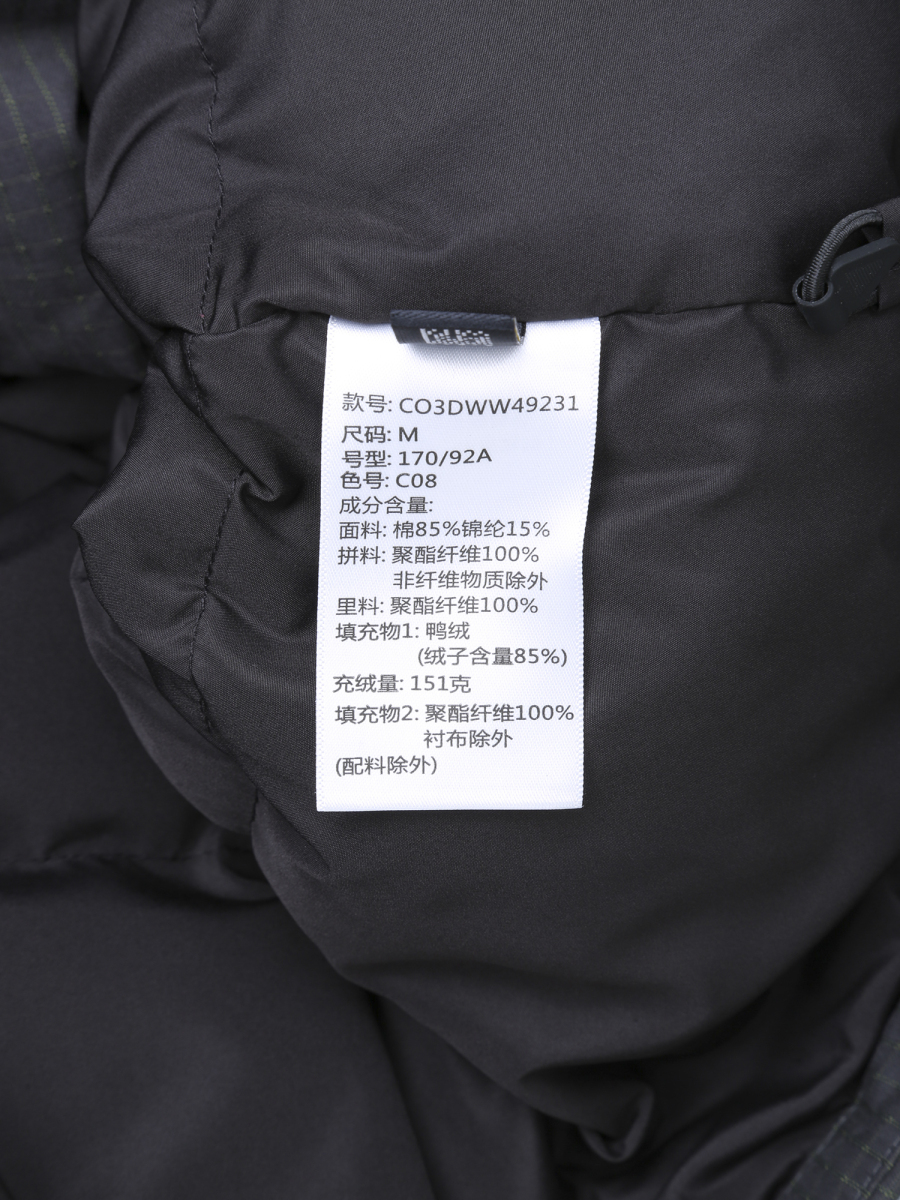 款号: CO3DWW49231
尺码: M
号型: 170/92A
色号: C08
成分含量:
面料: 棉85%锦纶15%
拼料: 聚酯纤维100%
非纤维物质除外
里料: 聚酯纤维100%
填充物1: 鸭绒
(绒子含量85%)
充绒量: 151克
填充物2: 聚酯纤维100%
衬布除外
(配料除外)